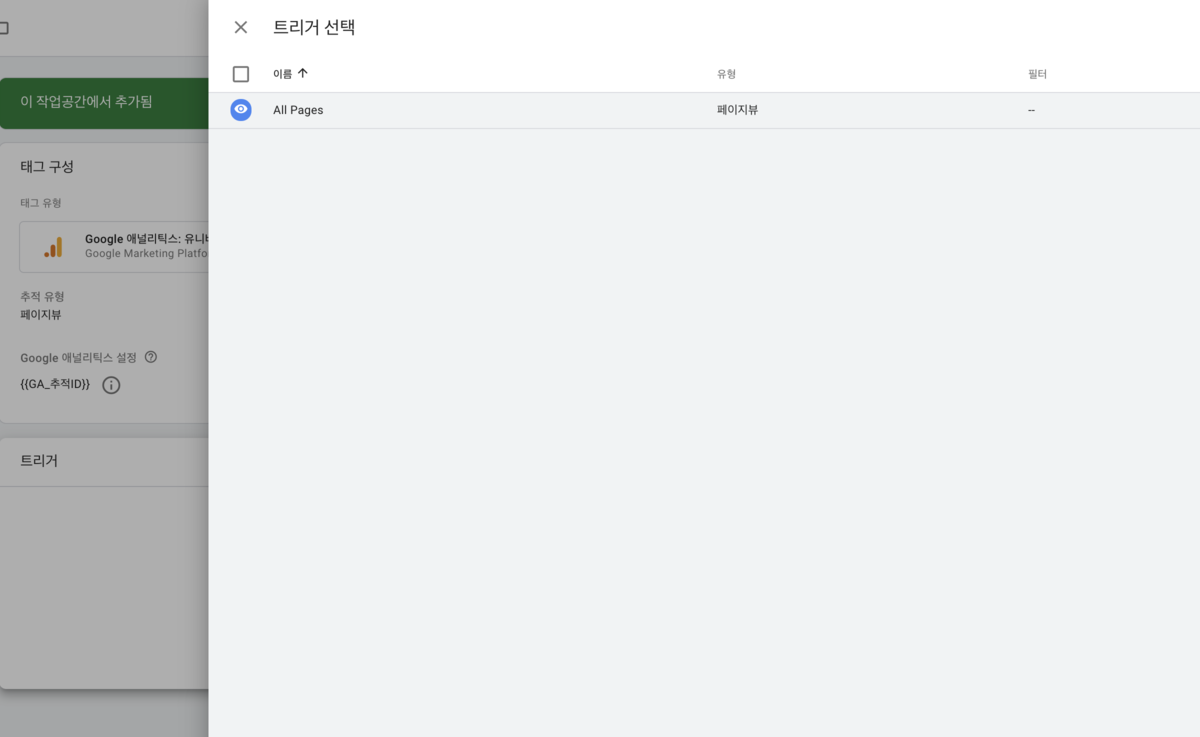 트리거 선택
이름 유형 필터
All Pages 페이지뷰 --
이 작업공간에서 추가됨
태그 구성
태그 유형
Google 애널리틱스: 유니
Google Marketing Platfo
추적 유형
페이지뷰
Google 애널리틱스 설정
{{GA_추적ID}}
트리거